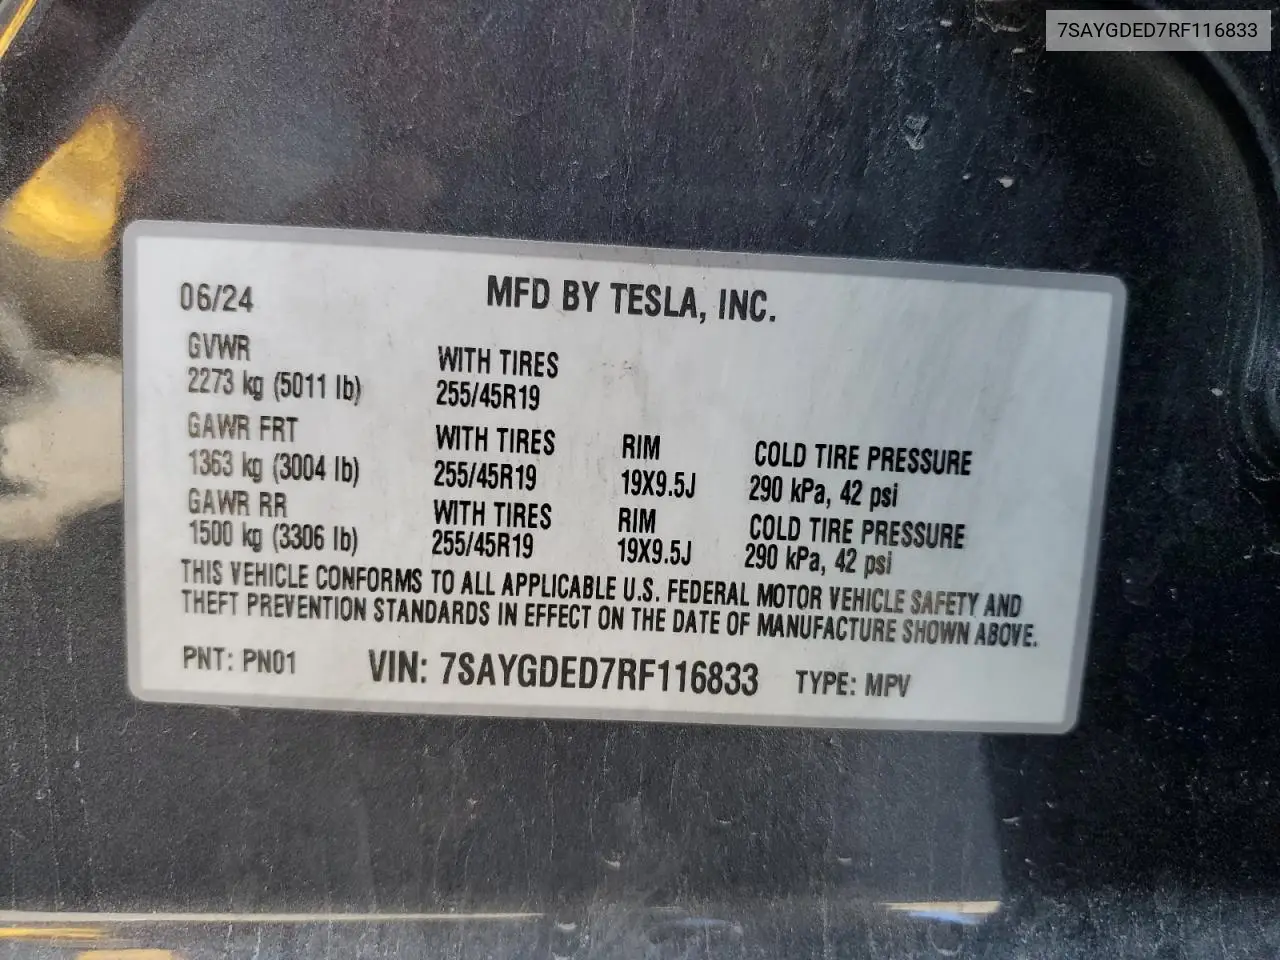 7SAYGDED7RF116833
06/24 MFD BY TESLA, INC.
GVWR WITH TIRES
2273 kg (5011 lb) 255/45R19
GAWR FRT WITH TIRES RIM COLD TIRE PRESSURE
1363 kg (3004 lb) 255/45R19 19X9.5J 290 kPa, 42 psi
GAWR RR WITH TIRES RIM COLD TIRE PRESSURE
1500 kg (3306 lb) 255/45R19 19X9.5J 290 kPa, 42 psi
THIS VEHICLE CONFORMS TO ALL APPLICABLE U.S. FEDERAL MOTOR VEHICLE SAFETY AND
THEFT PREVENTION STANDARDS IN EFFECT ON THE DATE OF MANUFACTURE SHOWN ABOVE.
PNT: PN01 VIN: 7SAYGDED7RF116833 TYPE: MPV